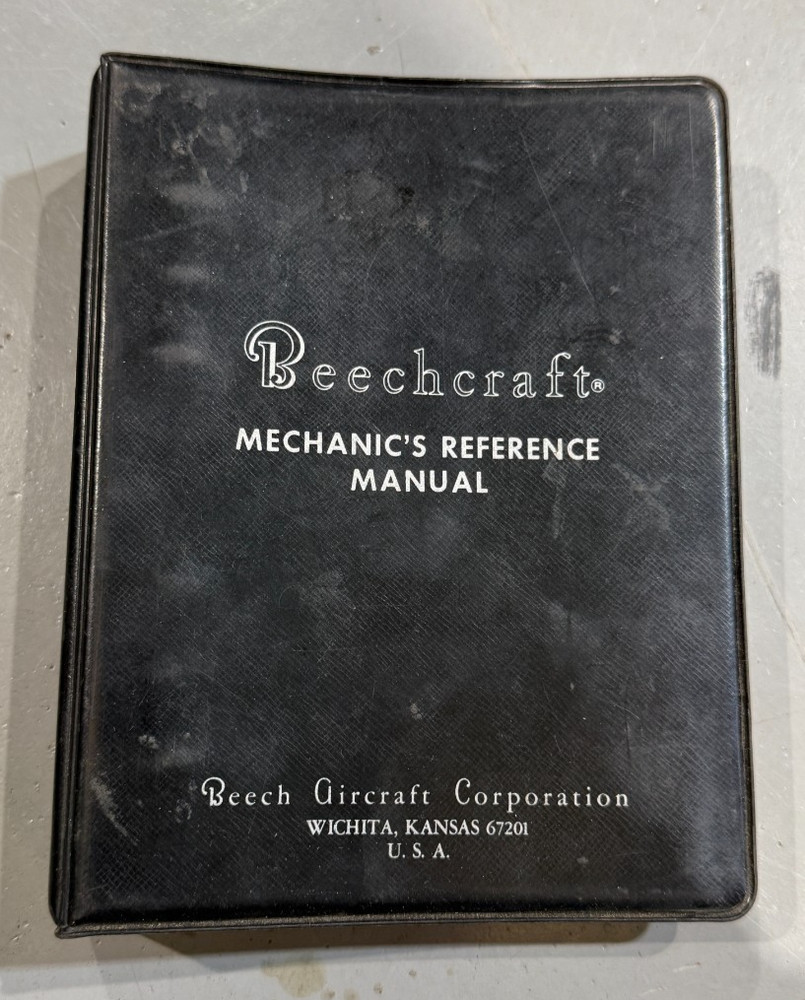 Beechcraft®
MECHANIC'S REFERENCE
MANUAL
Beech Aircraft Corporation
WICHITA, KANSAS 67201
U. S. A.